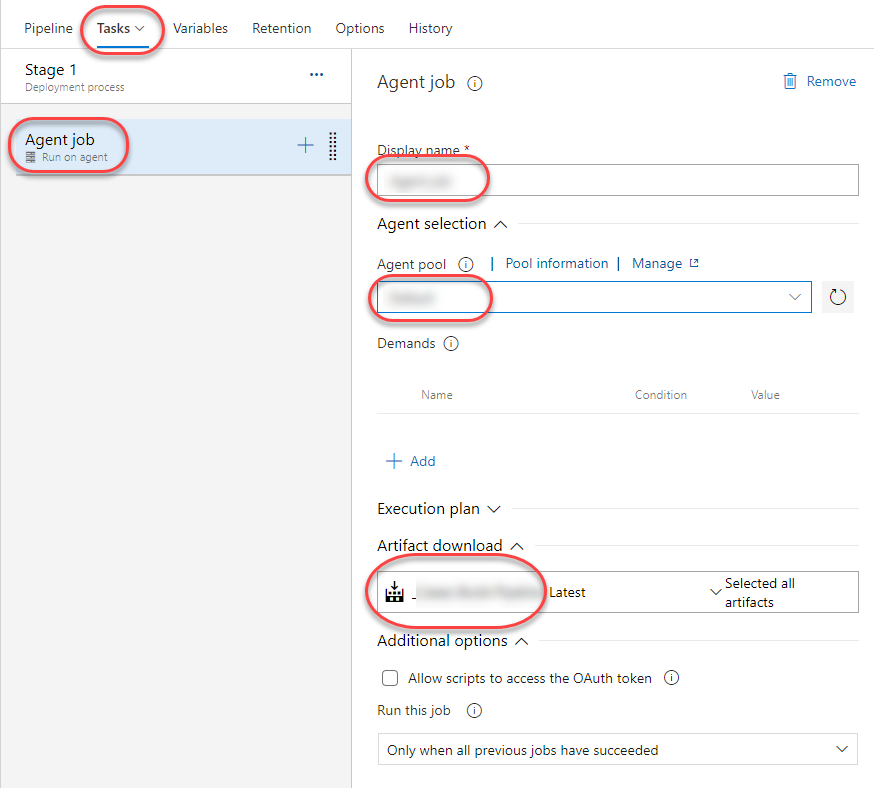 Pipeline Tasks Variables Retention Options History
Stage 1
Deployment process
Agent job
Run on agent
Agent job
Remove
Display name *
Agent selection
Agent pool | Pool information | Manage
Demands
Name Condition Value
Add
Execution plan
Artifact download
Latest
Selected all
artifacts
Additional options
Allow scripts to access the OAuth token
Run this job
Only when all previous jobs have succeeded